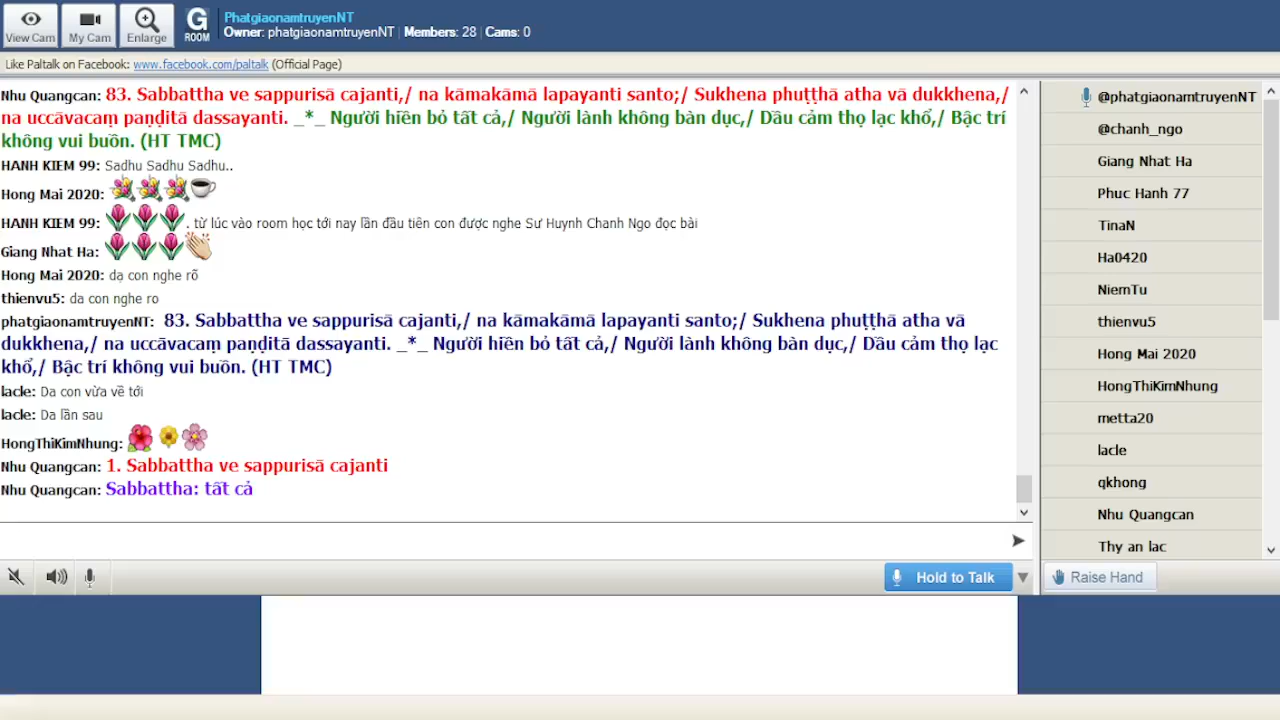 PhatgiaonamtruyenNT
View Cam My Cam Enlarge G ROOM Owner: phatgiaonamtruyenNT | Members: 28 | Cams: 0
Like Paltalk on Facebook: www.facebook.com/paltalk (Official Page)
Nhu Quangcan: 83. Sabbattha ve sappurisā cajanti,/ na kāmakāmā lapayanti santo;/ Sukhena phuṭṭhā atha vā dukkhena,/
na uccāvacaṃ paṇḍitā dassayanti. _*_ Người hiền bỏ tất cả,/ Người lành không bàn dục,/ Dầu cảm thọ lạc khổ,/ Bậc trí
không vui buồn. (HT TMC)
HANH KIEM 99: Sadhu Sadhu Sadhu..
Hong Mai 2020:
HANH KIEM 99: . từ lúc vào room học tới nay lần đầu tiên con được nghe Sư Huynh Chanh Ngo đọc bài
Giang Nhat Ha:
Hong Mai 2020: dạ con nghe rõ
thienvu5: da con nghe ro
phatgiaonamtruyenNT: 83. Sabbattha ve sappurisā cajanti,/ na kāmakāmā lapayanti santo;/ Sukhena phuṭṭhā atha vā
dukkhena,/ na uccāvacaṃ paṇḍitā dassayanti. _*_ Người hiền bỏ tất cả,/ Người lành không bàn dục,/ Dầu cảm thọ lạc
khổ,/ Bậc trí không vui buồn. (HT TMC)
lacle: Da con vừa về tới
lacle: Da lần sau
HongThiKimNhung:
Nhu Quangcan: 1. Sabbattha ve sappurisā cajanti
Nhu Quangcan: Sabbattha: tất cả
@phatgiaonamtruyenNT
@chanh_ngo
Giang Nhat Ha
Phuc Hanh 77
TinaN
Ha0420
NiemTu
thienvu5
Hong Mai 2020
HongThiKimNhung
metta20
lacle
qkhong
Nhu Quangcan
Thy an lac
Hold to Talk
Raise Hand